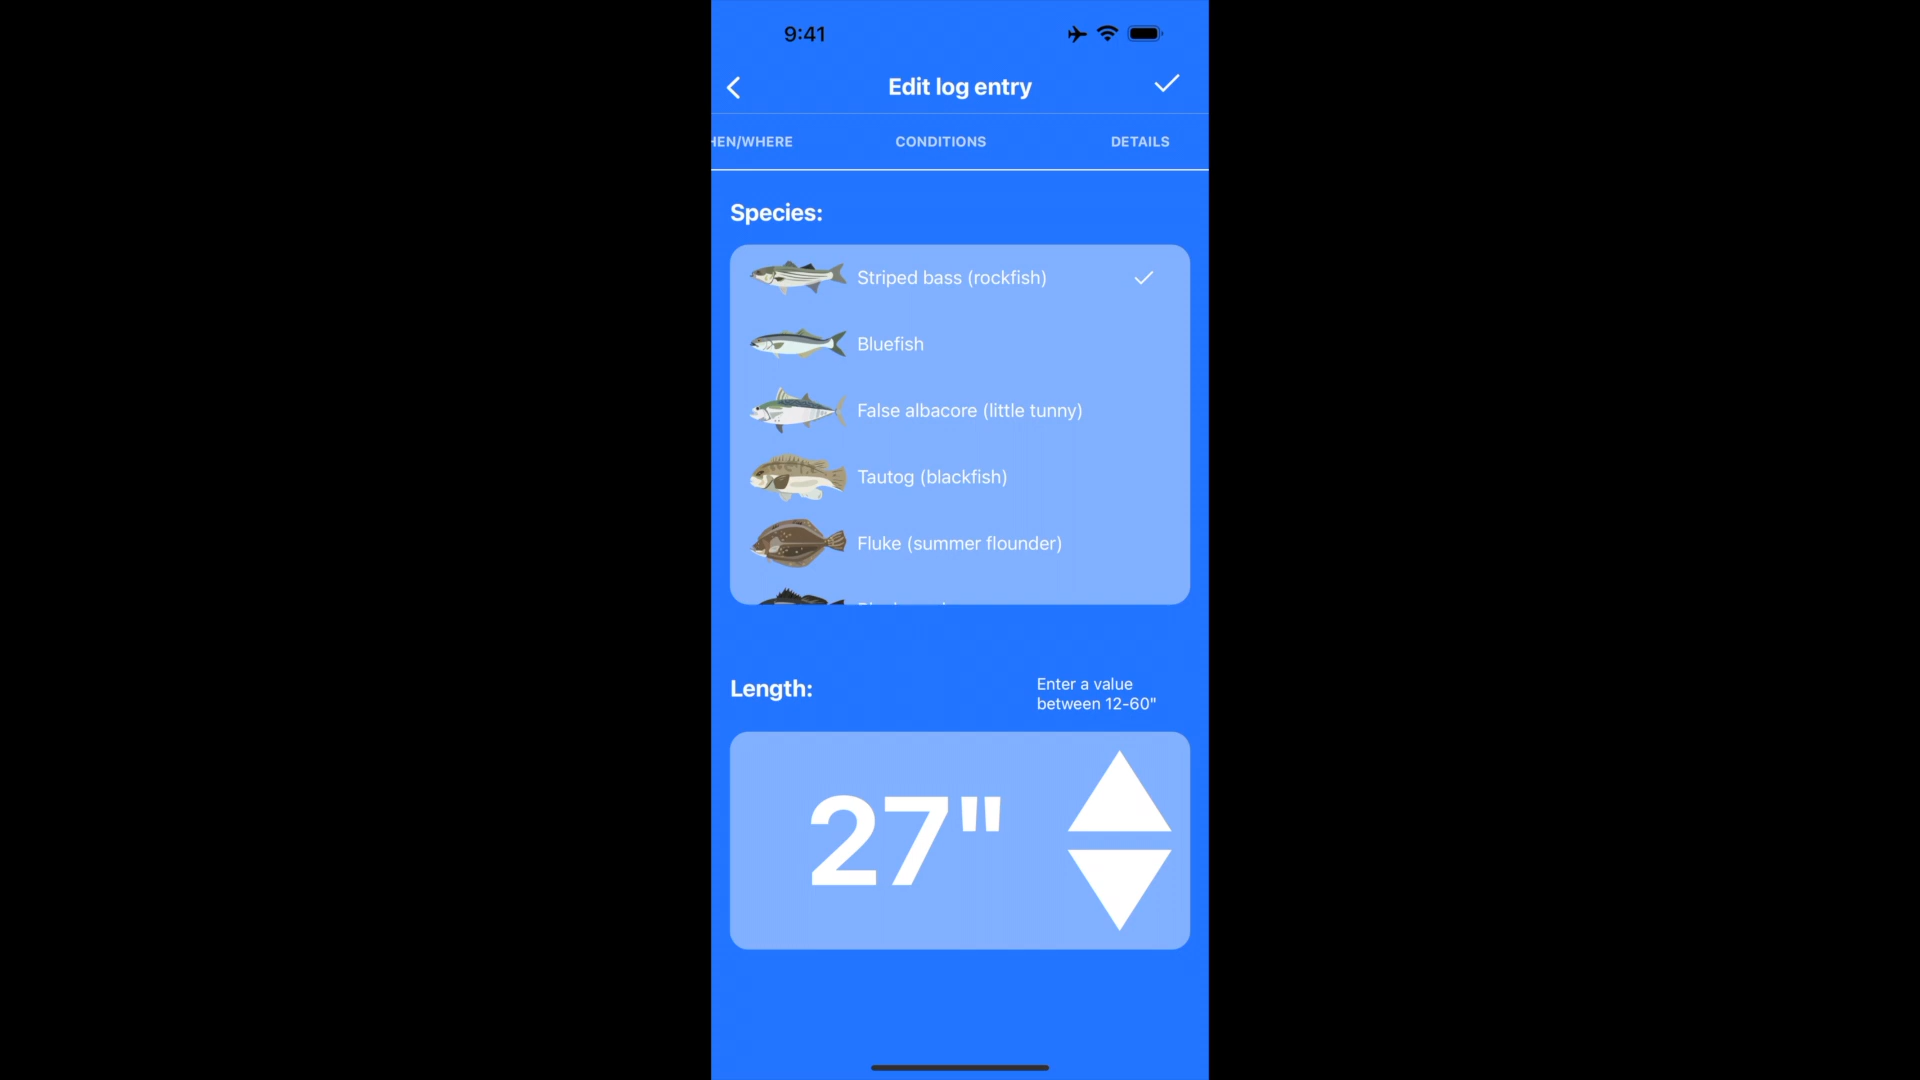 9:41
Edit log entry
HEN/WHERE CONDITIONS DETAILS
Species:
Striped bass (rockfish)
Bluefish
False albacore (little tunny)
Tautog (blackfish)
Fluke (summer flounder)
Length:
Enter a value
between 12-60"
27"